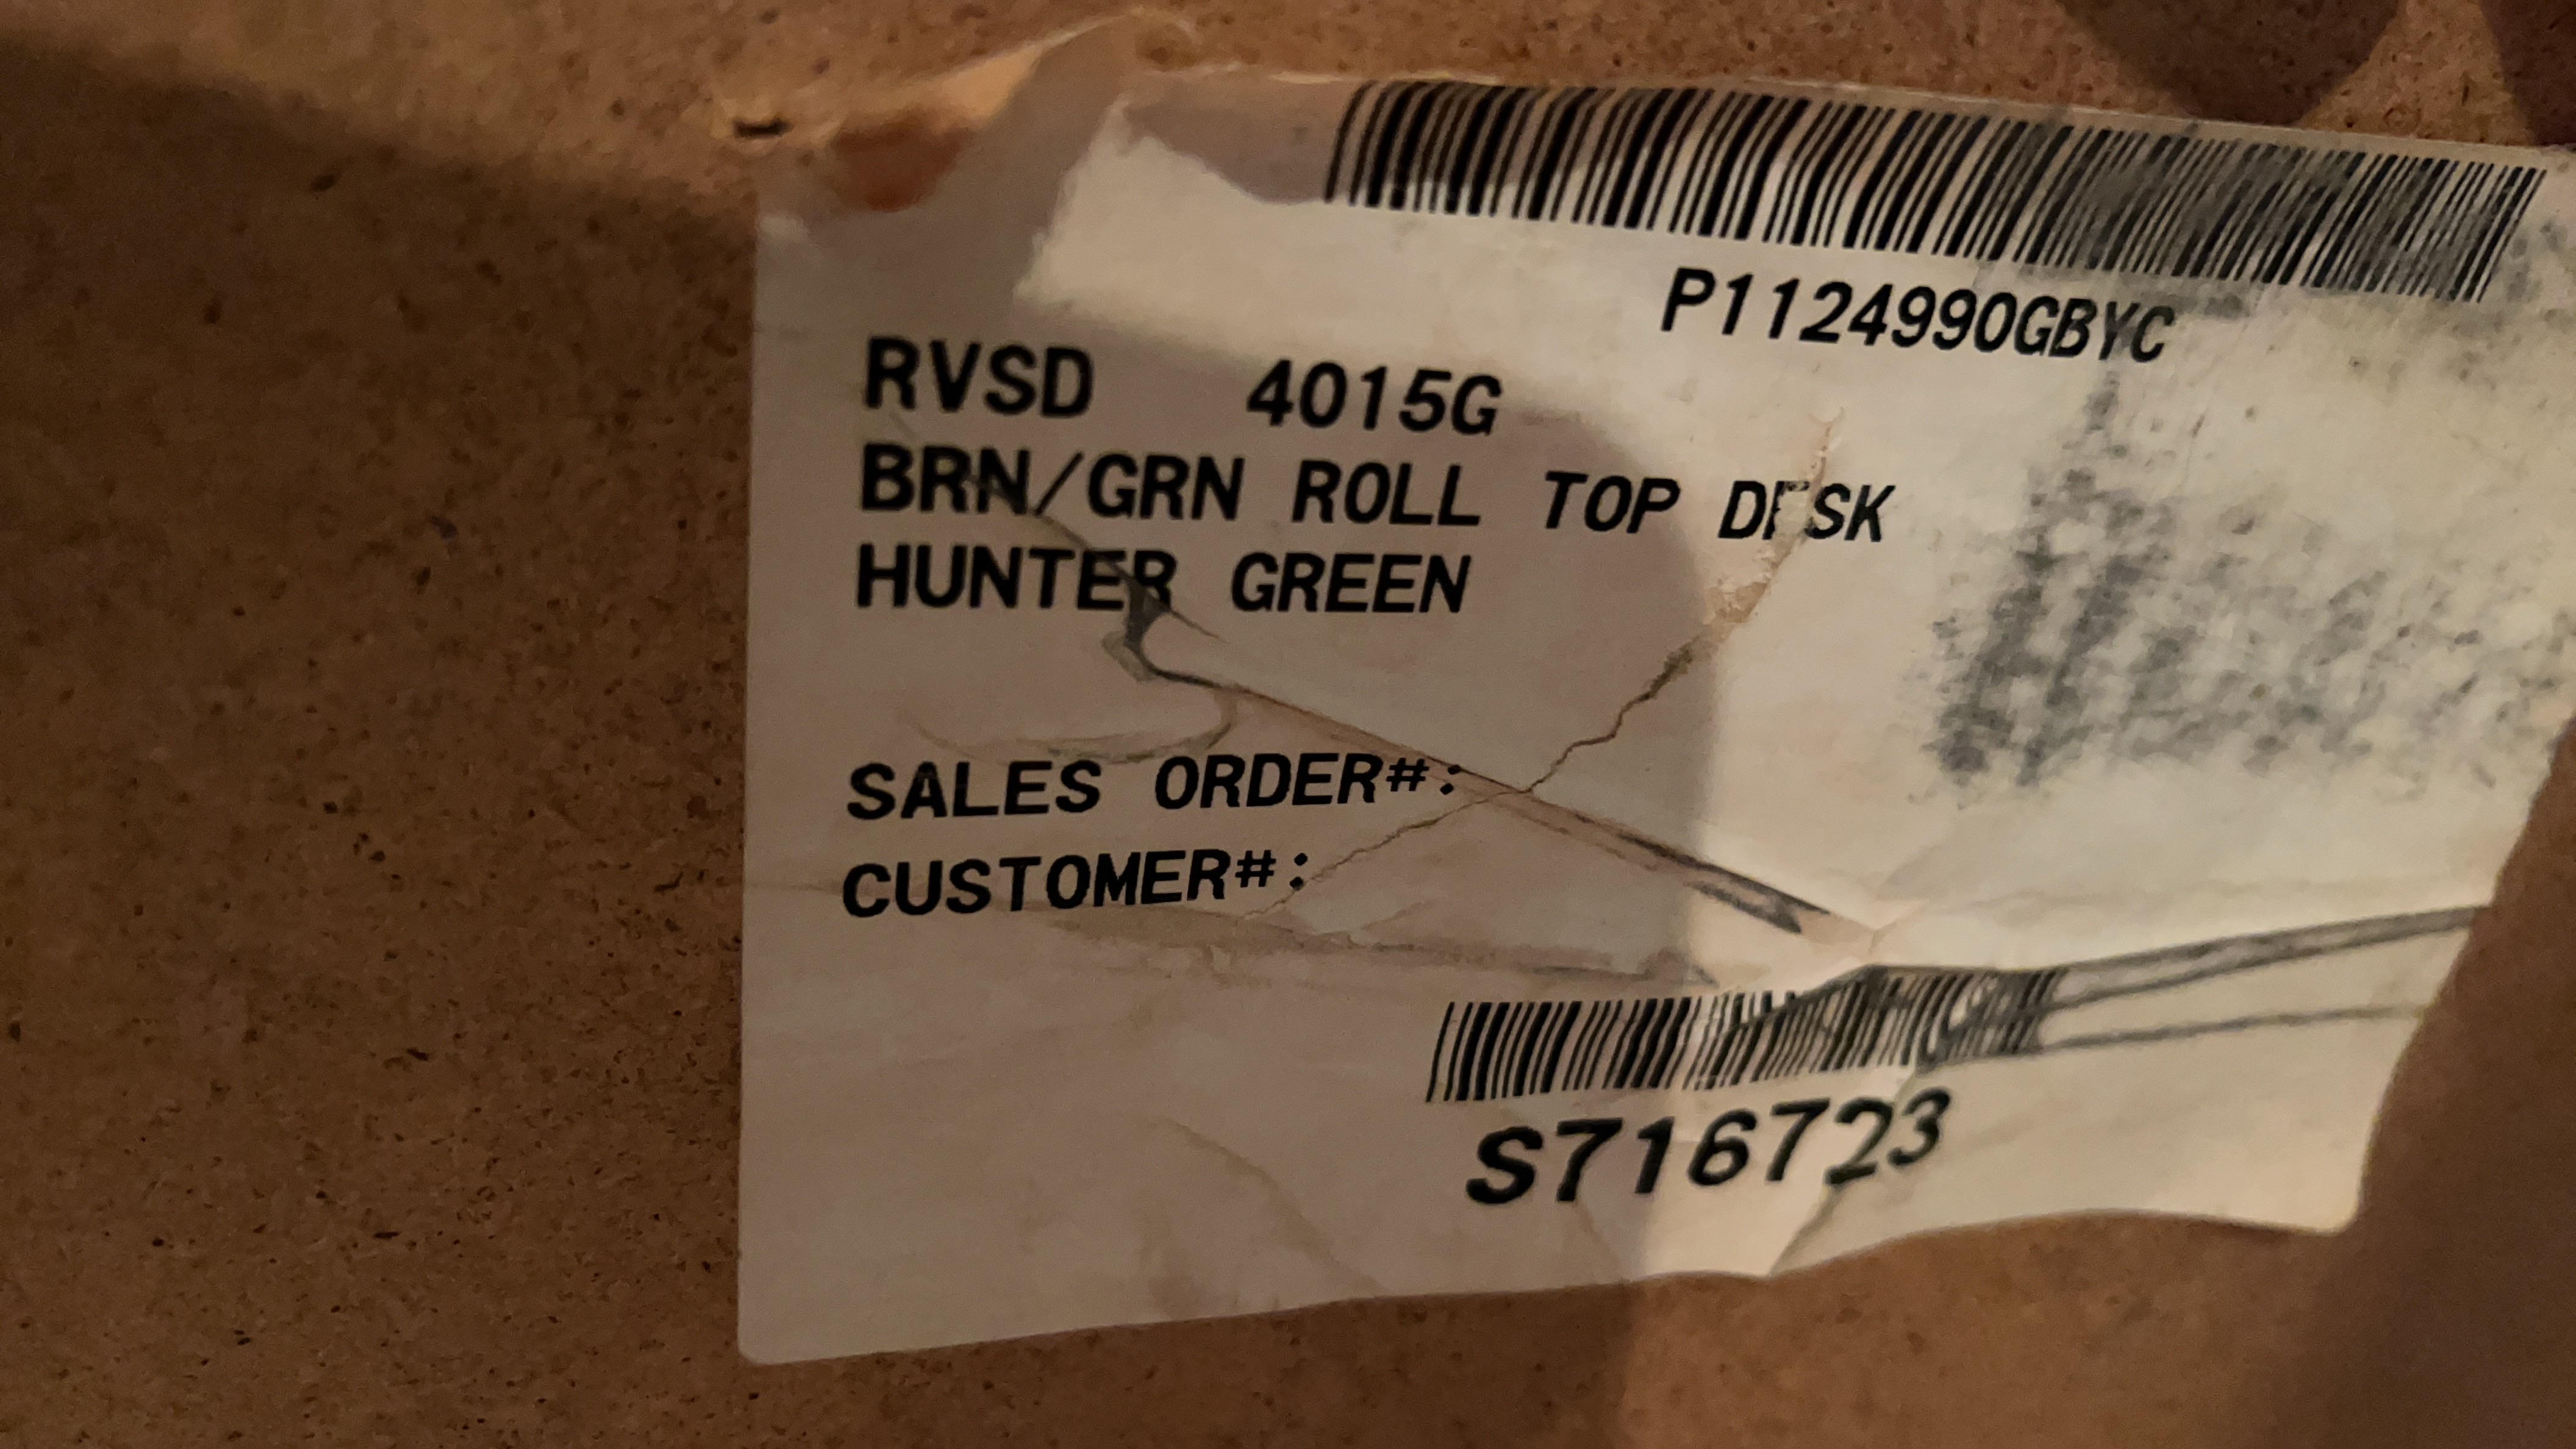 P1124990GBYC
RVSD 4015G
BRN/GRN ROLL TOP DESK
HUNTER GREEN
SALES ORDER#:
CUSTOMER#:
S716723